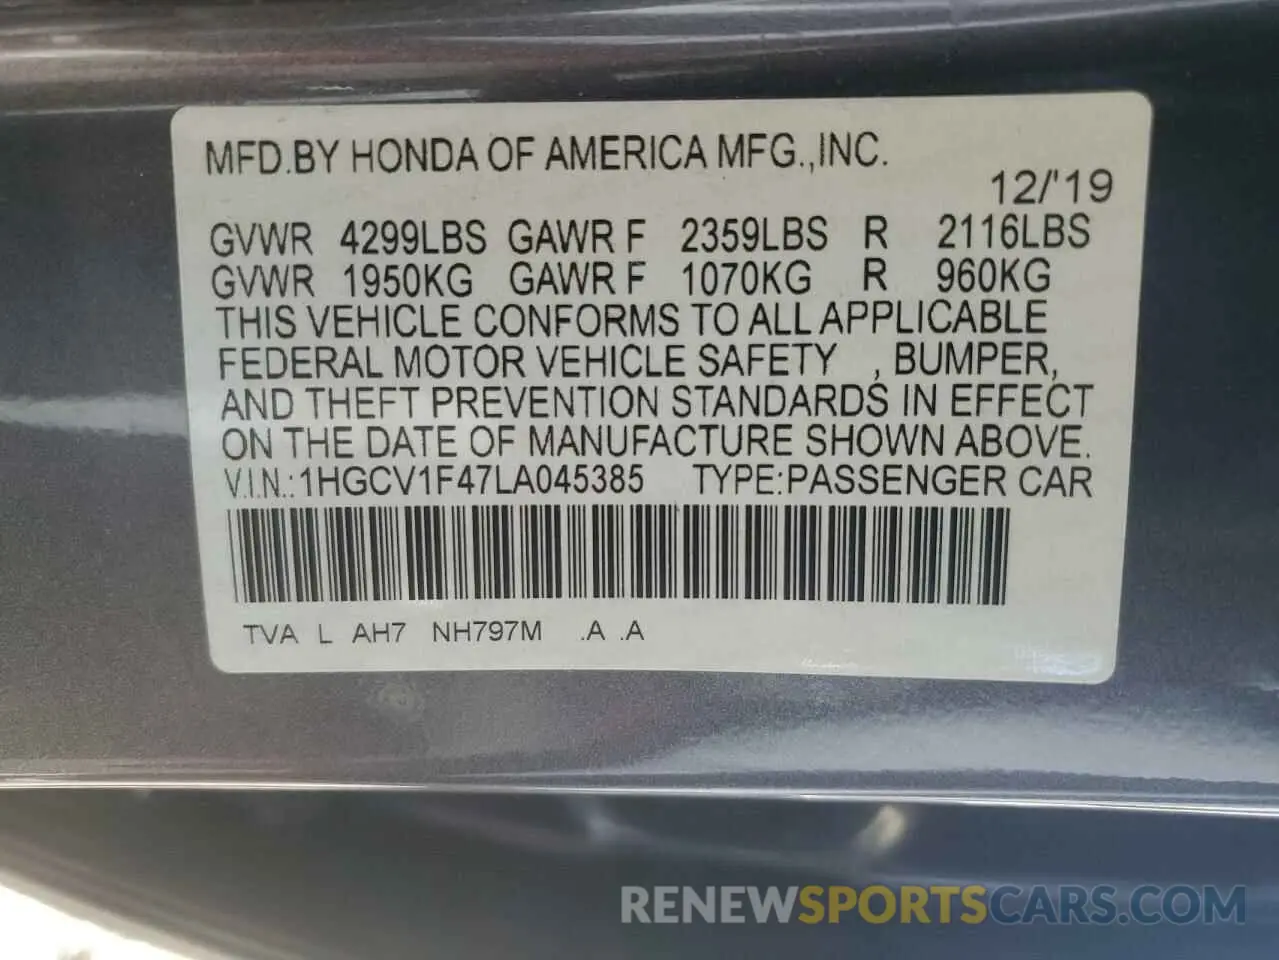 MFD.BY HONDA OF AMERICA MFG.,INC.
12/'19
GVWR 4299LBS GAWR F 2359LBS R 2116LBS
GVWR 1950KG GAWR F 1070KG R 960KG
THIS VEHICLE CONFORMS TO ALL APPLICABLE
FEDERAL MOTOR VEHICLE SAFETY , BUMPER,
AND THEFT PREVENTION STANDARDS IN EFFECT
ON THE DATE OF MANUFACTURE SHOWN ABOVE.
V.I.N.:1HGCV1F47LA045385 TYPE:PASSENGER CAR
TVA L AH7 NH797M .A .A
RENEWSPORTSCARS.COM